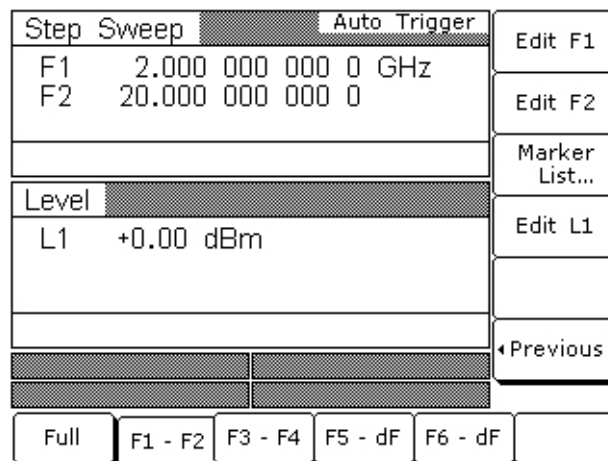 Step Sweep Auto Trigger
F1 2.000 000 000 0 GHz
F2 20.000 000 000 0
Level
L1 +0.00 dBm
Edit F1
Edit F2
Marker
List...
Edit L1
Previous
Full F1 - F2 F3 - F4 F5 - dF F6 - dF